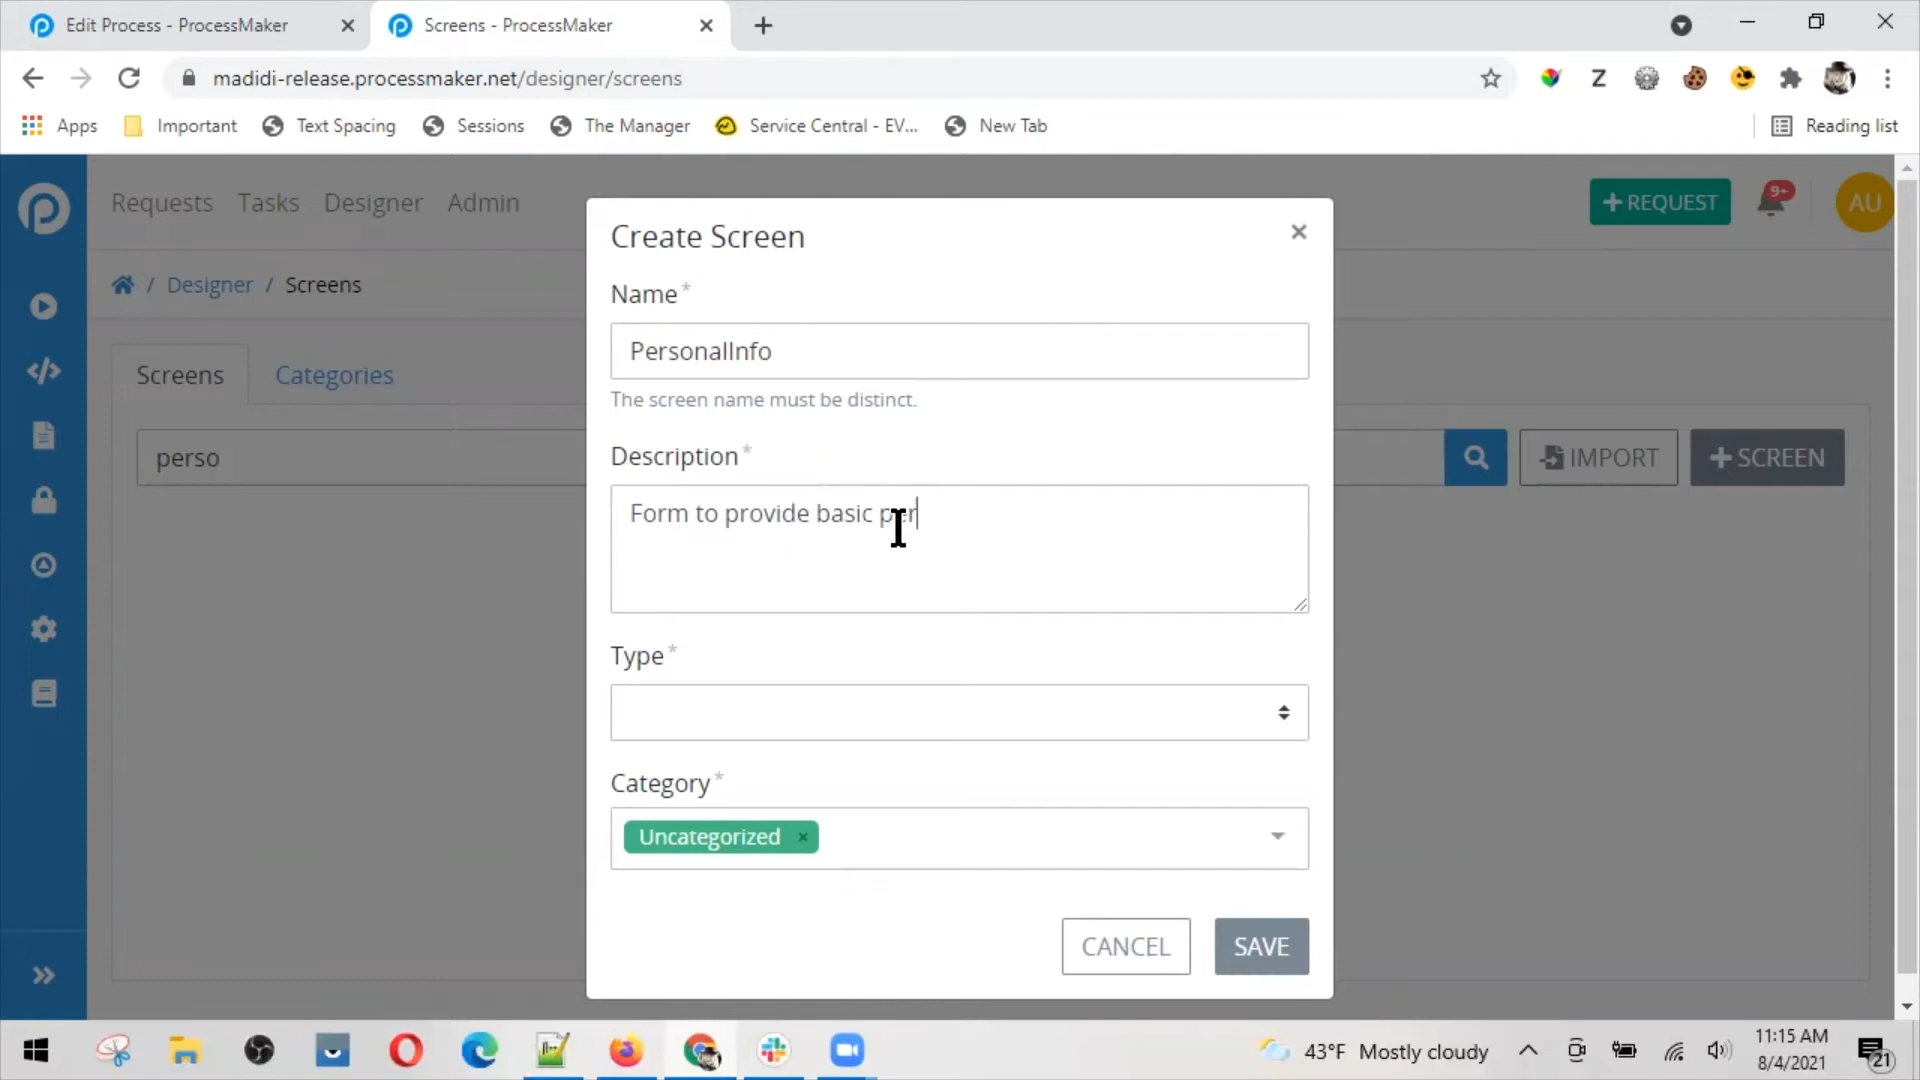 Edit Process - ProcessMaker
Screens - ProcessMaker
madidi-release.processmaker.net/designer/screens
Apps
Important
Text Spacing
Sessions
The Manager
Service Central - EV...
New Tab
Reading list
Requests Tasks Designer Admin
+ REQUEST
9+
AU
/ Designer / Screens
Screens
Categories
perso
IMPORT
+ SCREEN
Create Screen
×
Name *
PersonalInfo
The screen name must be distinct.
Description *
Form to provide basic per
Type *
Category *
Uncategorized ×
CANCEL
SAVE
43°F Mostly cloudy
11:15 AM
8/4/2021
21